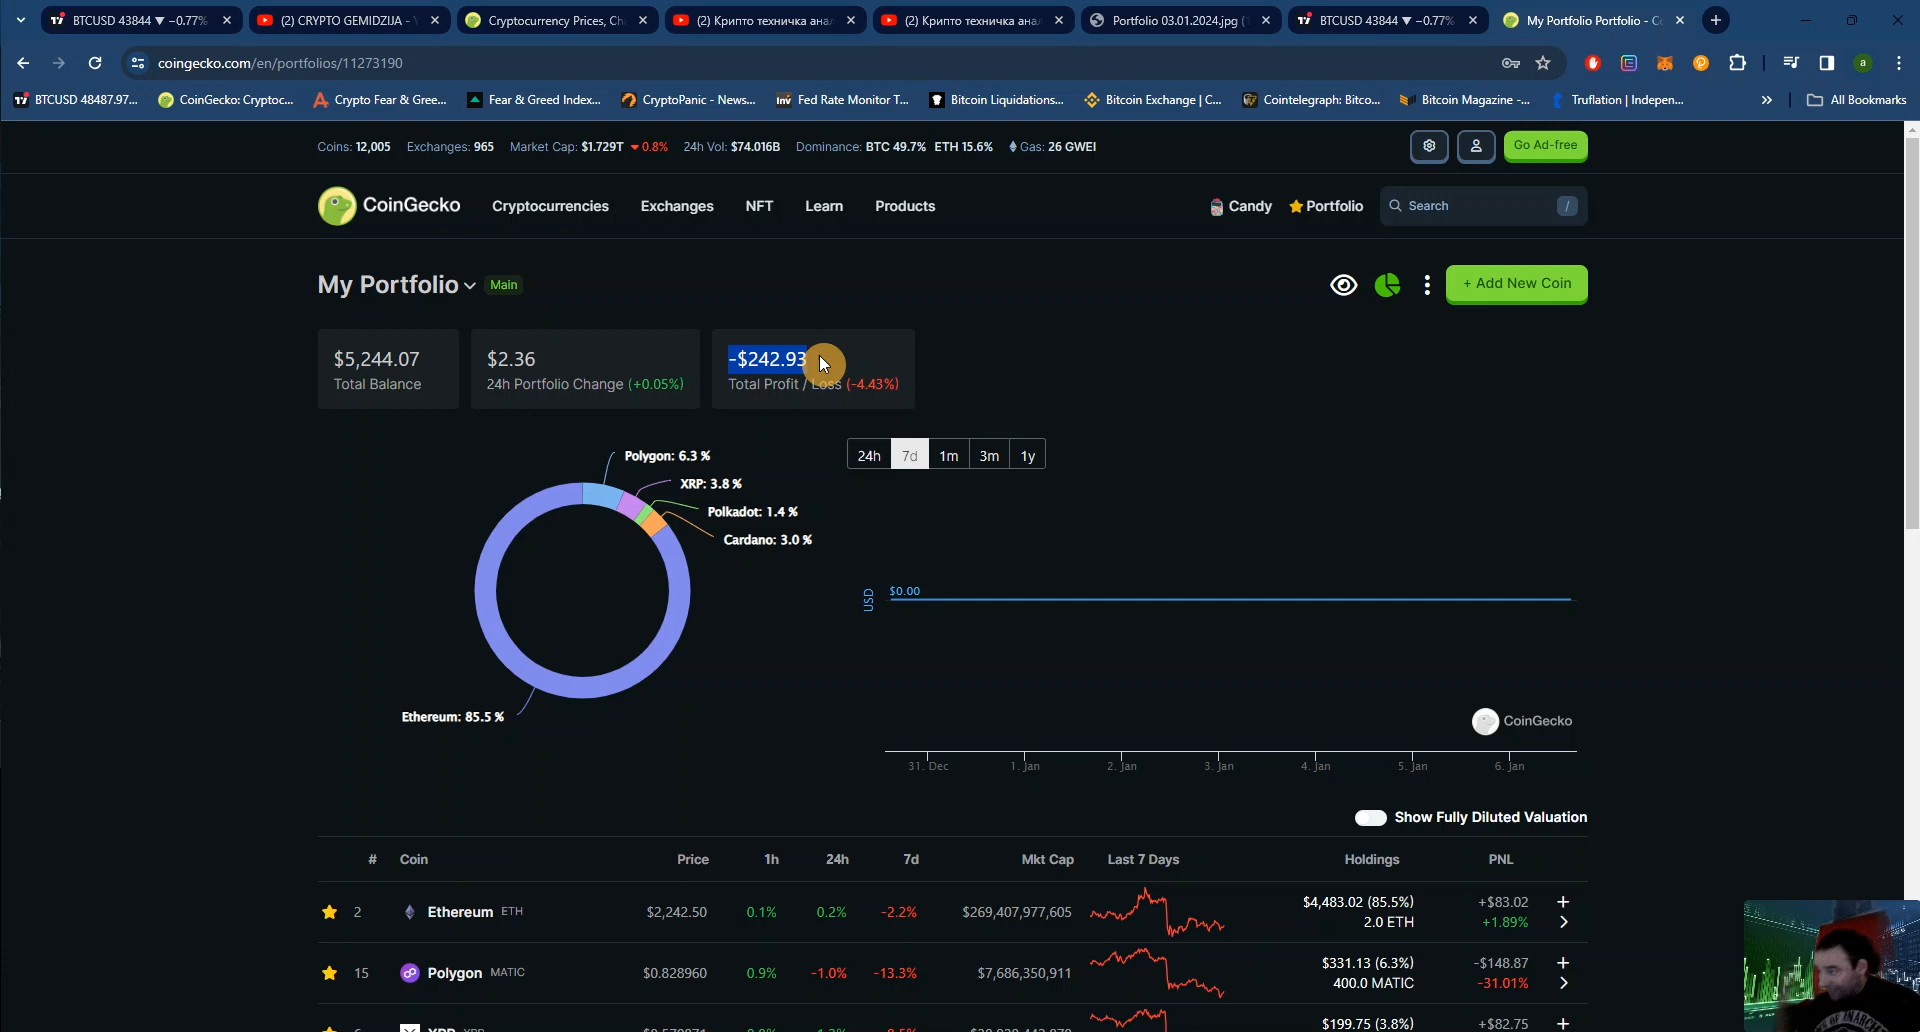 BTCUSD 43844 ▼ −0.77%
(2) CRYPTO GEMIDZIJA -
Cryptocurrency Prices, Ch
(2) Крипто техничка ана
(2) Крипто техничка ана
Portfolio 03.01.2024.jpg (
BTCUSD 43844 ▼ −0.77%
My Portfolio Portfolio - C
coingecko.com/en/portfolios/11273190
a
BTCUSD 48487.97...
CoinGecko: Cryptoc...
Crypto Fear & Gree...
Fear & Greed Index...
CryptoPanic - News...
Inv Fed Rate Monitor T...
Bitcoin Liquidations...
Bitcoin Exchange | C...
Cointelegraph: Bitco...
Bitcoin Magazine -...
Truflation | Indepen...
» All Bookmarks
Coins: 12,005 Exchanges: 965 Market Cap: $1.729T ▼0.8% 24h Vol: $74.016B Dominance: BTC 49.7% ETH 15.6% Gas: 26 GWEI
Go Ad-free
CoinGecko Cryptocurrencies Exchanges NFT Learn Products
Candy Portfolio Search /
My Portfolio Main
+ Add New Coin
$5,244.07
Total Balance
$2.36
24h Portfolio Change (+0.05%)
-$242.93
Total Profit / Loss (-4.43%)
24h 7d 1m 3m 1y
Polygon: 6.3 %
XRP: 3.8 %
Polkadot: 1.4 %
Cardano: 3.0 %
Ethereum: 85.5 %
USD
$0.00
CoinGecko
31. Dec 1. Jan 2. Jan 3. Jan 4. Jan 5. Jan 6. Jan
Show Fully Diluted Valuation
# Coin Price 1h 24h 7d Mkt Cap Last 7 Days Holdings PNL
2 Ethereum ETH $2,242.50 0.1% 0.2% -2.2% $269,407,977,605 $4,483.02 (85.5%) +$83.02 +
2.0 ETH +1.89%
15 Polygon MATIC $0.828960 0.9% -1.0% -13.3% $7,686,350,911 $331.13 (6.3%) -$148.87 +
400.0 MATIC -31.01%
XRP XRP $199.75 (3.8%) +$82.75 +